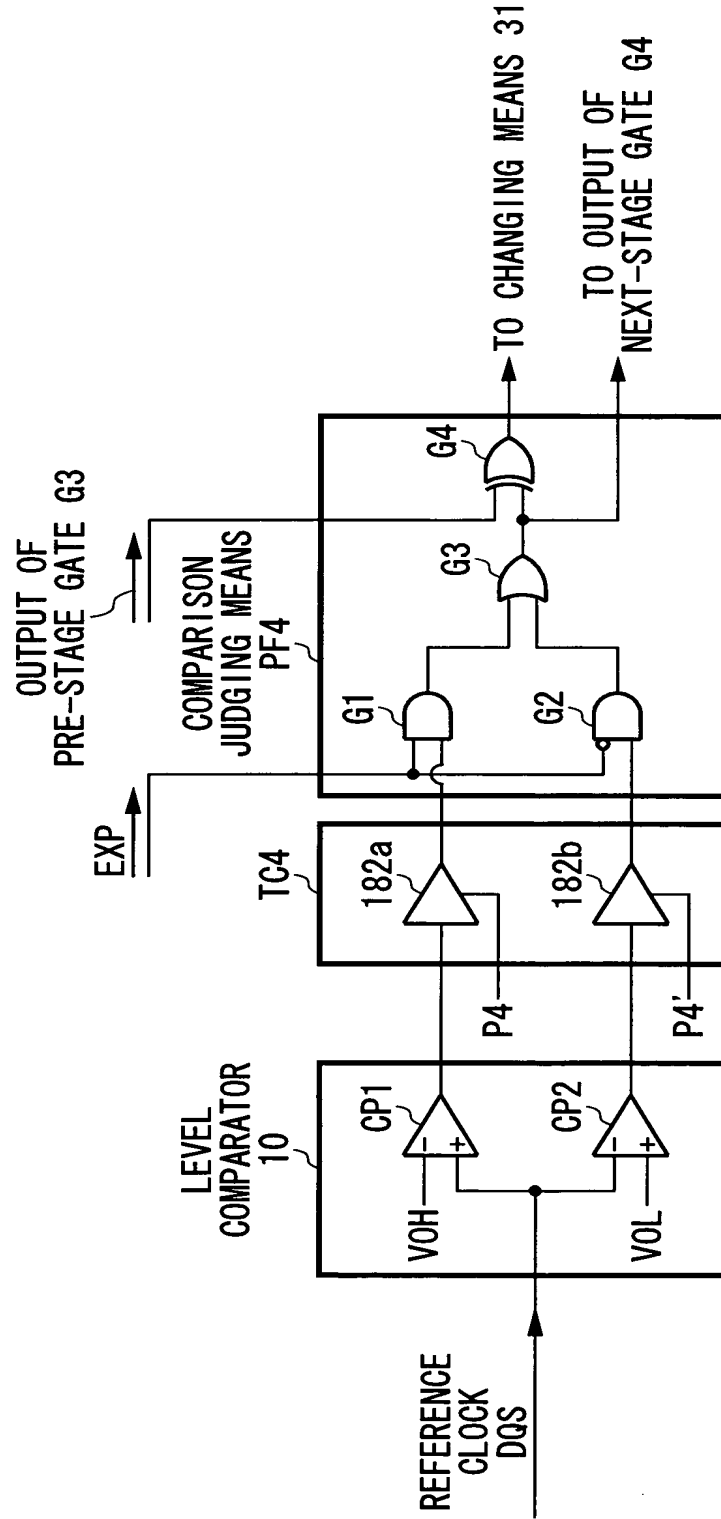 REFERENCE
CLOCK
DQS
LEVEL
COMPARATOR
10
VOH
CP1
-
+
VOL
CP2
-
+
P4
P4'
TC4
182a
182b
EXP
OUTPUT OF
PRE-STAGE GATE G3
COMPARISON
JUDGING MEANS
PF4
G1
G2
G3
G4
TO CHANGING MEANS 31
TO OUTPUT OF
NEXT-STAGE GATE G4